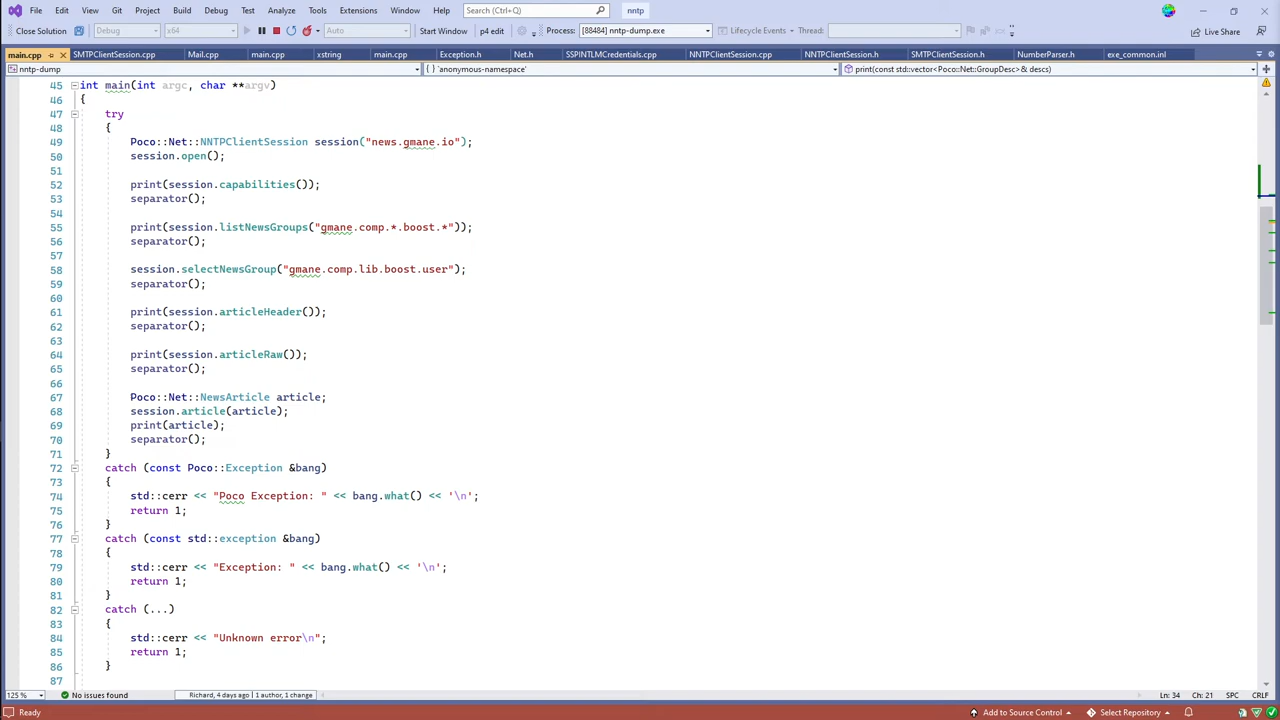 File Edit View Git Project Build Debug Test Analyze Tools Extensions Window Help Search (Ctrl+Q) nntp
Debug x64 Auto Start Window p4 edit Process: [88484] nntp-dump.exe Lifecycle Events Thread: Live Share
main.cpp SMTPClientSession.cpp Mail.cpp main.cpp xstring main.cpp Exception.h Net.h SSPINTLMCredentials.cpp NNTPClientSession.cpp NNTPClientSession.h SMTPClientSession.h NumberParser.h exe_common.inl
nntp-dump {} 'anonymous-namespace' print(const std::vector<Poco::Net::GroupDesc>& descs)
45 int main(int argc, char **argv)
46 {
47 try
48 {
49 Poco::Net::NNTPClientSession session("news.gmane.io");
50 session.open();
51
52 print(session.capabilities());
53 separator();
54
55 print(session.listNewsGroups("gmane.comp.*.boost.*"));
56 separator();
57
58 session.selectNewsGroup("gmane.comp.lib.boost.user");
59 separator();
60
61 print(session.articleHeader());
62 separator();
63
64 print(session.articleRaw());
65 separator();
66
67 Poco::Net::NewsArticle article;
68 session.article(article);
69 print(article);
70 separator();
71 }
72 catch (const Poco::Exception &bang)
73 {
74 std::cerr << "Poco Exception: " << bang.what() << '\n';
75 return 1;
76 }
77 catch (const std::exception &bang)
78 {
79 std::cerr << "Exception: " << bang.what() << '\n';
80 return 1;
81 }
82 catch (...)
83 {
84 std::cerr << "Unknown error\n";
85 return 1;
86 }
87
125 % No issues found Richard, 4 days ago | 1 author, 1 change Ln: 34 Ch: 21 SPC CRLF
Ready Add to Source Control Select Repository